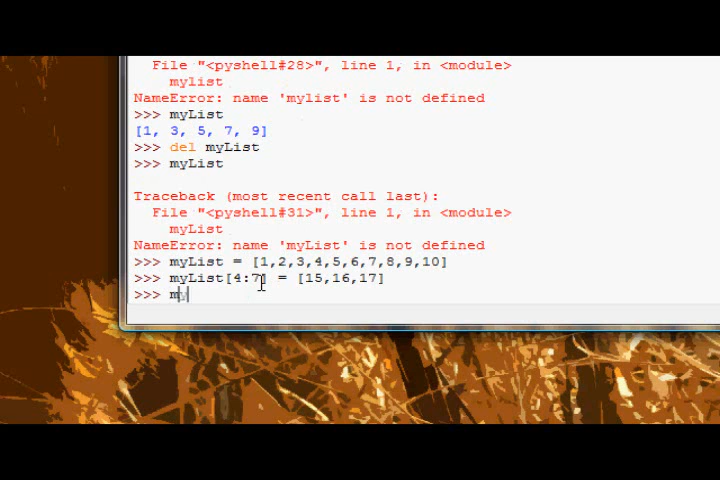 File "<pyshell#28>", line 1, in <module>
mylist
NameError: name 'mylist' is not defined
>>> myList
[1, 3, 5, 7, 9]
>>> del myList
>>> myList
Traceback (most recent call last):
File "<pyshell#31>", line 1, in <module>
myList
NameError: name 'myList' is not defined
>>> myList = [1,2,3,4,5,6,7,8,9,10]
>>> myList[4:7] = [15,16,17]
>>> my